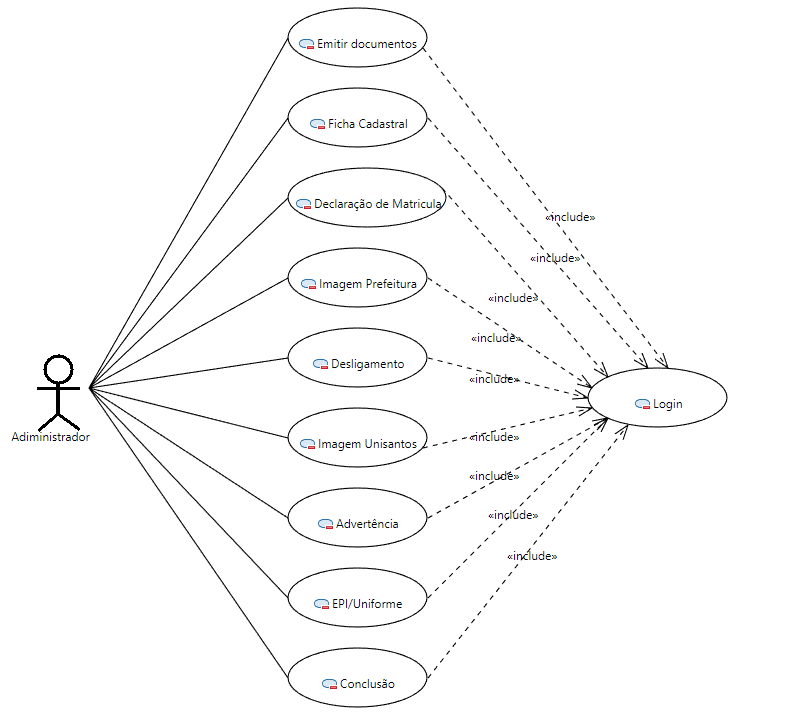 Emitir documentos
Ficha Cadastral
Declaração de Matricula
«include»
«include»
Imagem Prefeitura
«include»
«include»
Desligamento
«include»
Login
Adiministrador
Imagem Unisantos
«include»
«include»
Advertência
«include»
«include»
EPI/Uniforme
Conclusão